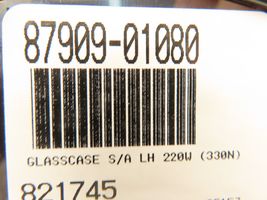 87909-01080
GLASSCASE S/A LH 220W (330N)
821745